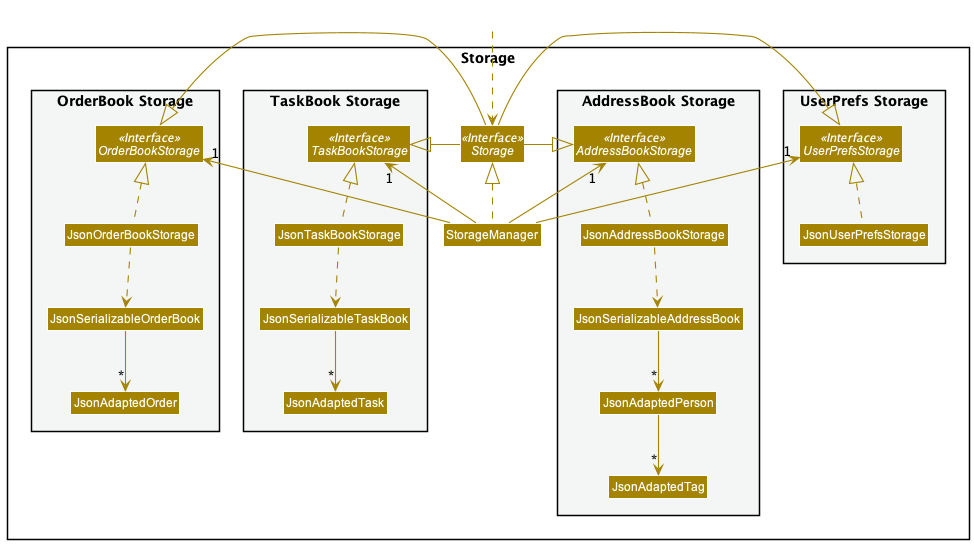 Storage
OrderBook Storage
«Interface»
OrderBookStorage
1
JsonOrderBookStorage
JsonSerializableOrderBook
*
JsonAdaptedOrder
TaskBook Storage
«Interface»
TaskBookStorage
1
JsonTaskBookStorage
JsonSerializableTaskBook
*
JsonAdaptedTask
«Interface»
Storage
StorageManager
AddressBook Storage
«Interface»
AddressBookStorage
1
JsonAddressBookStorage
JsonSerializableAddressBook
*
JsonAdaptedPerson
*
JsonAdaptedTag
UserPrefs Storage
«Interface»
UserPrefsStorage
1
JsonUserPrefsStorage